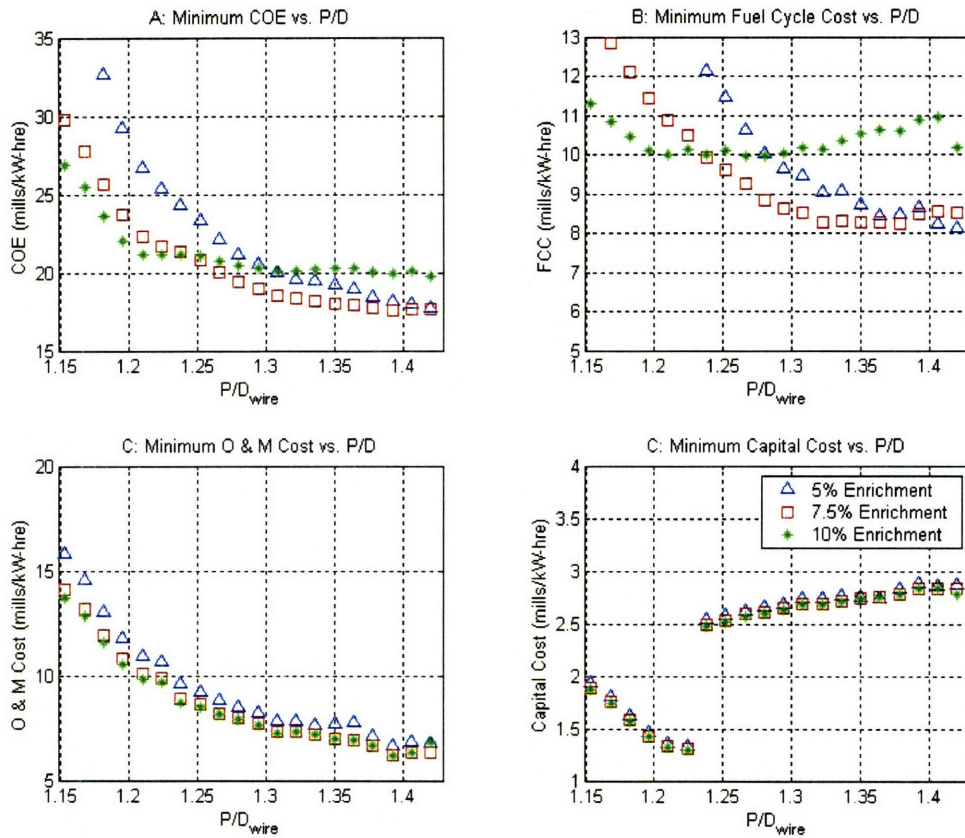 A: Minimum COE vs. P/D
35
30
25
20
15
COE (mills/kW-hre)
1.15 1.2 1.25 1.3 1.35 1.4
P/D_wire
B: Minimum Fuel Cycle Cost vs. P/D
13
12
11
10
9
8
7
6
5
FCC (mills/kW-hre)
1.15 1.2 1.25 1.3 1.35 1.4
P/D_wire
C: Minimum O & M Cost vs. P/D
20
15
10
5
O & M Cost (mills/kW-hre)
1.15 1.2 1.25 1.3 1.35 1.4
P/D_wire
C: Minimum Capital Cost vs. P/D
4
3.5
3
2.5
2
1.5
1
Capital Cost (mills/kW-hre)
5% Enrichment
7.5% Enrichment
10% Enrichment
1.15 1.2 1.25 1.3 1.35 1.4
P/D_wire